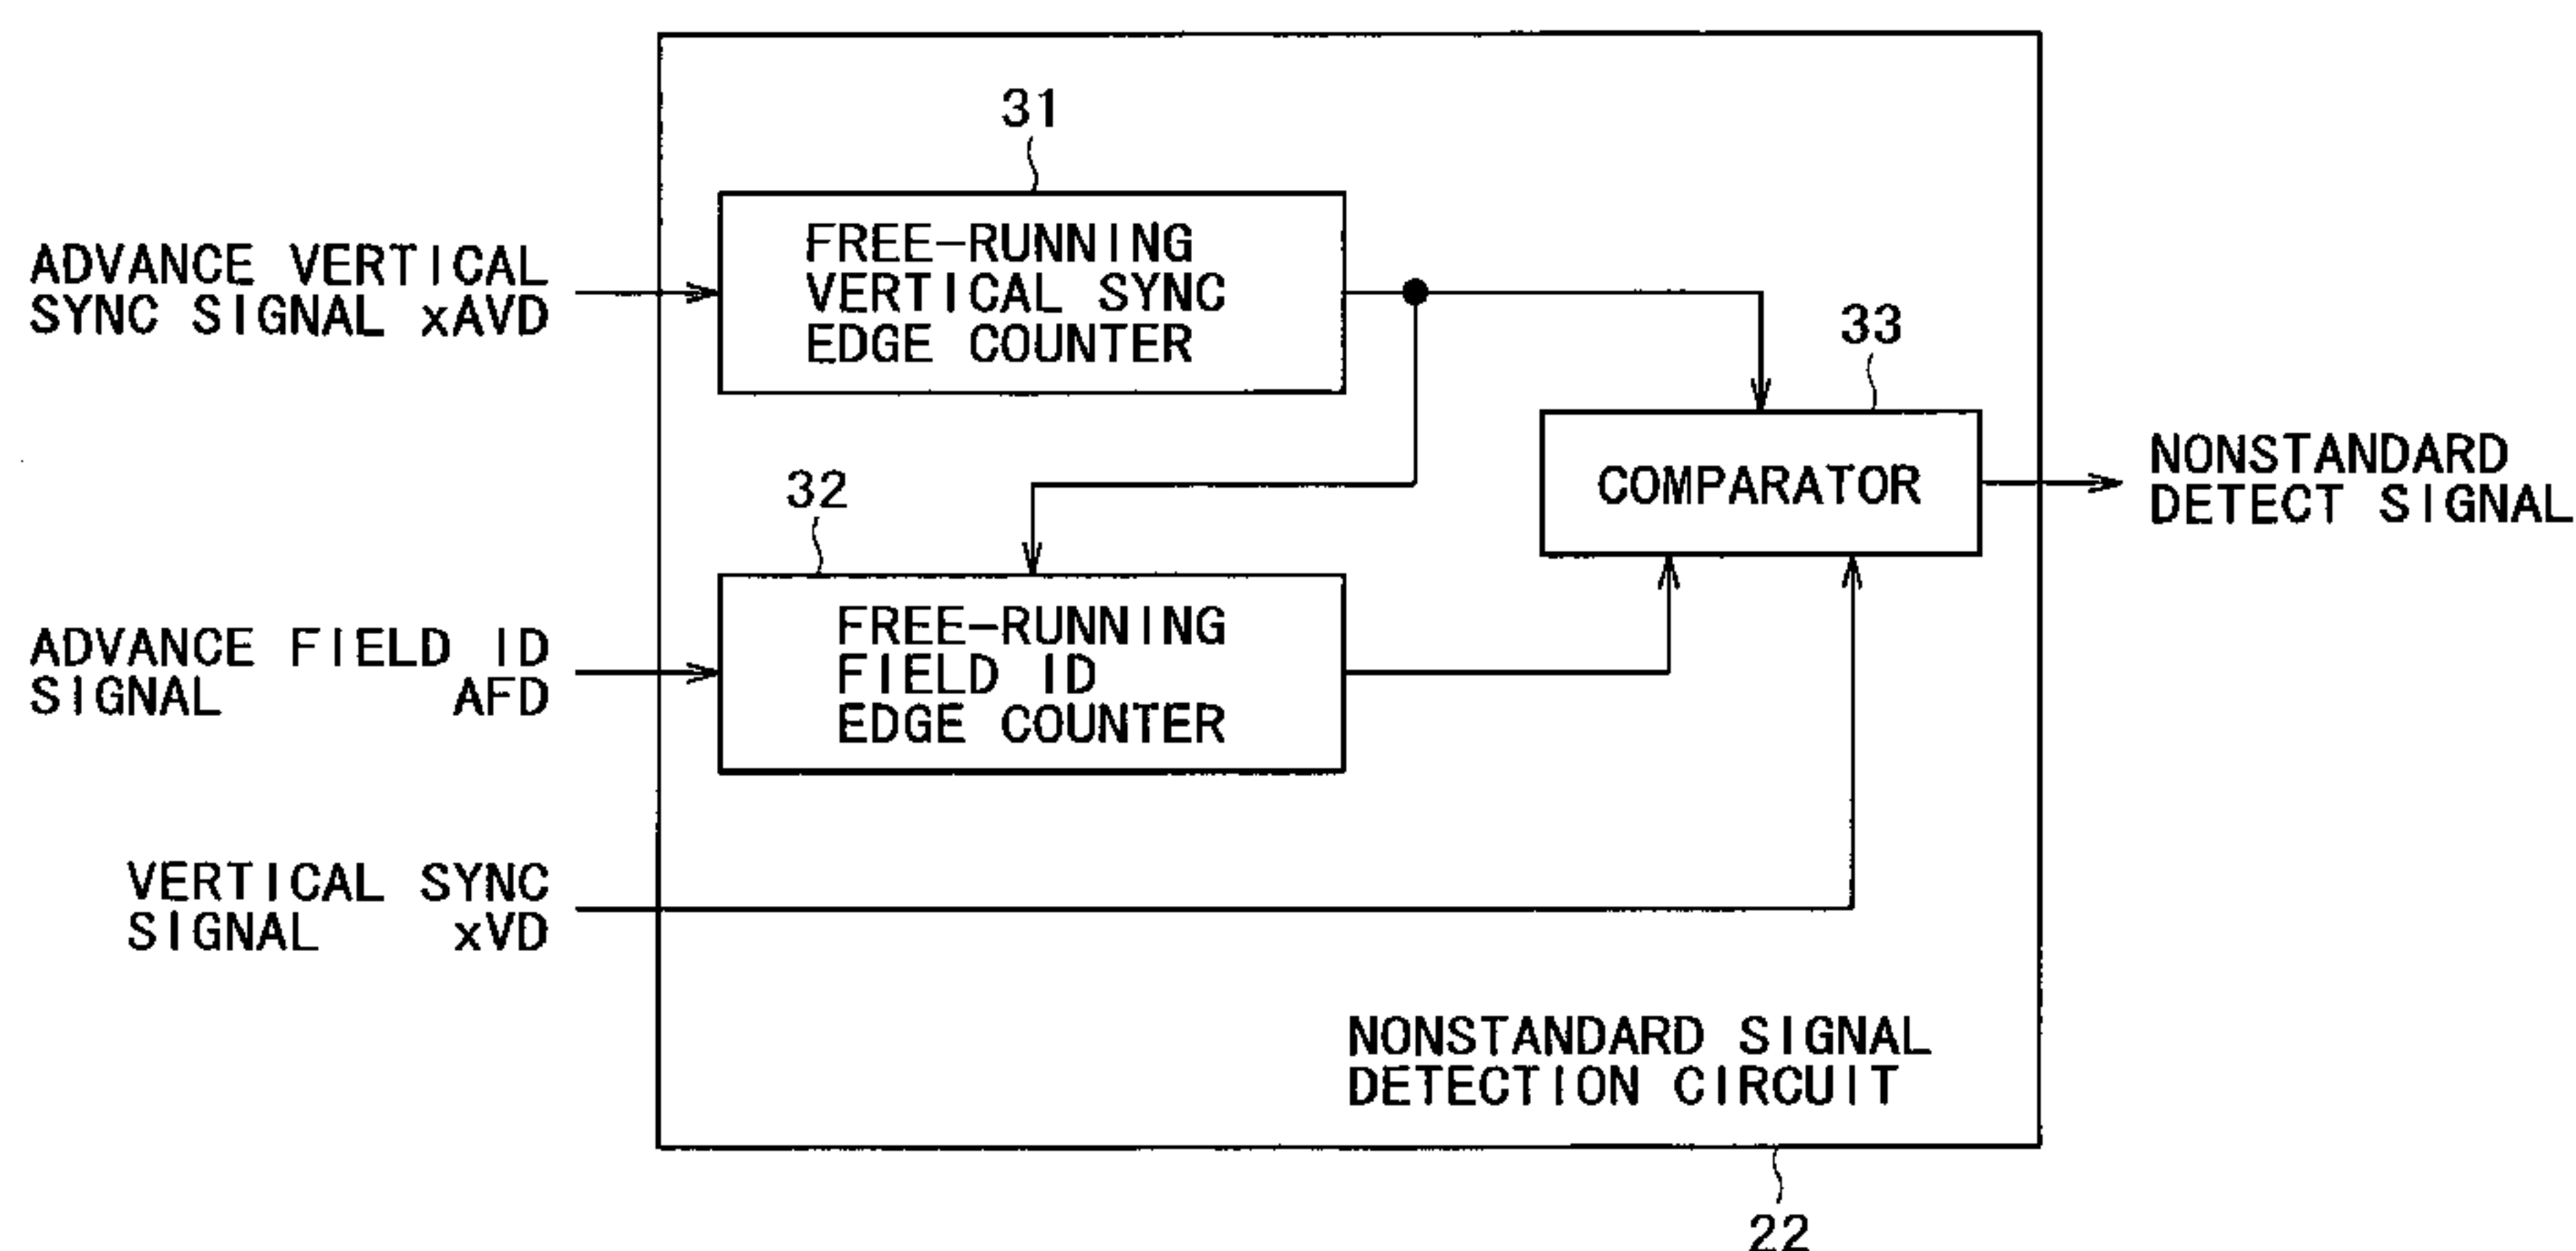 31
FREE-RUNNING
VERTICAL SYNC
EDGE COUNTER
ADVANCE VERTICAL
SYNC SIGNAL xAVD
33
COMPARATOR
NONSTANDARD
DETECT SIGNAL
32
FREE-RUNNING
FIELD ID
EDGE COUNTER
ADVANCE FIELD ID
SIGNAL AFD
VERTICAL SYNC
SIGNAL xVD
NONSTANDARD SIGNAL
DETECTION CIRCUIT
22